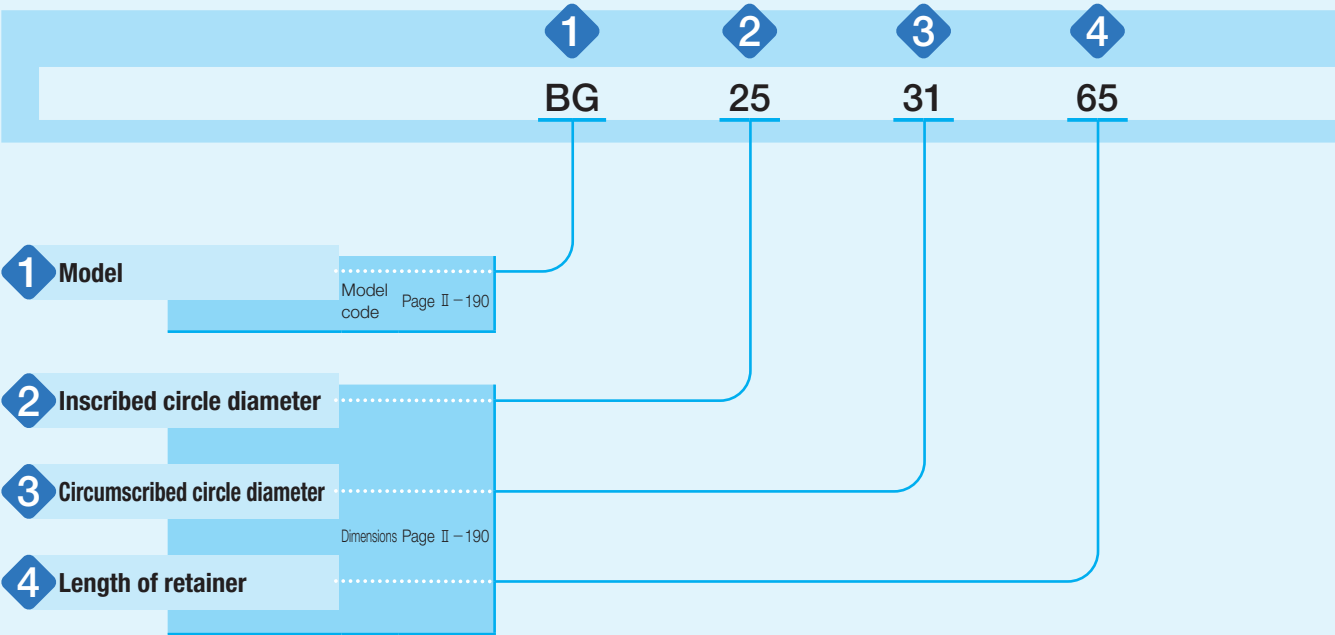 1 2 3 4
BG 25 31 65
1 Model
Model code Page Ⅱ－190
2 Inscribed circle diameter
3 Circumscribed circle diameter
Dimensions Page Ⅱ－190
4 Length of retainer